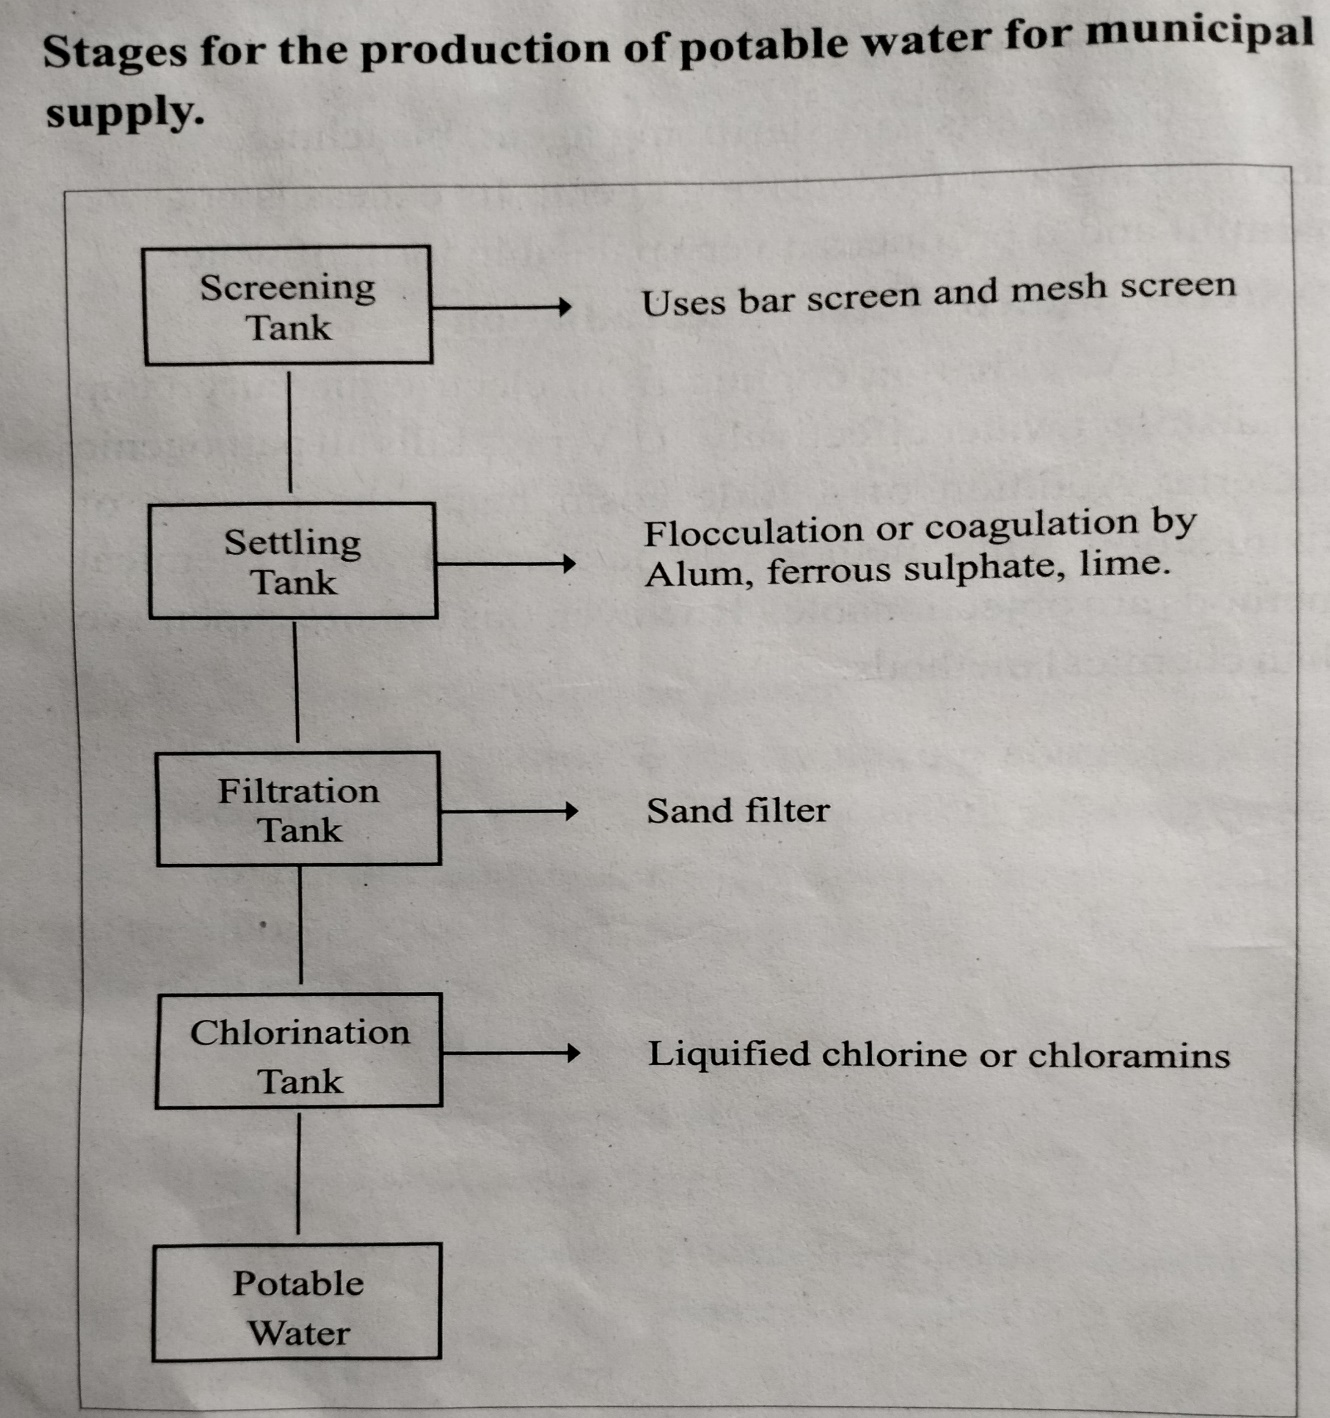 Stages for the production of potable water for municipal
supply.
Screening
Tank
Uses bar screen and mesh screen
Settling
Tank
Flocculation or coagulation by
Alum, ferrous sulphate, lime.
Filtration
Tank
Sand filter
Chlorination
Tank
Liquified chlorine or chloramins
Potable
Water